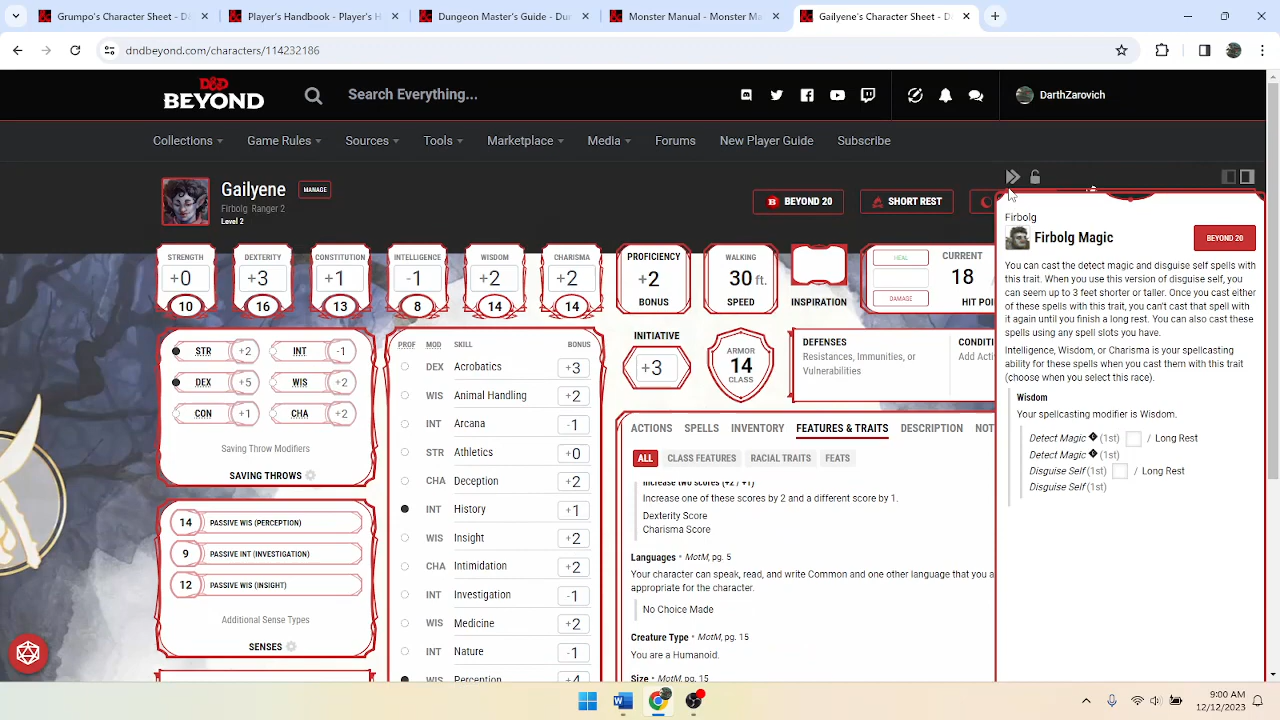 Grumpo's Character Sheet - D
Player's Handbook - Player's H
Dungeon Master's Guide - Dun
Monster Manual - Monster Ma
Gailyene's Character Sheet - D
dndbeyond.com/characters/114232186
D&D
BEYOND
Search Everything...
DarthZarovich
Collections
Game Rules
Sources
Tools
Marketplace
Media
Forums
New Player Guide
Subscribe
Gailyene
MANAGE
Firbolg Ranger 2
Level 2
BEYOND 20
SHORT REST
STRENGTH
+0
10
DEXTERITY
+3
16
CONSTITUTION
+1
13
INTELLIGENCE
-1
8
WISDOM
+2
14
CHARISMA
+2
14
PROFICIENCY
+2
BONUS
WALKING
30 ft.
SPEED
INSPIRATION
HEAL
DAMAGE
CURRENT
18
HIT POI
STR +2
INT -1
DEX +5
WIS +2
CON +1
CHA +2
Saving Throw Modifiers
SAVING THROWS
14 PASSIVE WIS (PERCEPTION)
9 PASSIVE INT (INVESTIGATION)
12 PASSIVE WIS (INSIGHT)
Additional Sense Types
SENSES
PROF MOD SKILL BONUS
DEX Acrobatics +3
WIS Animal Handling +2
INT Arcana -1
STR Athletics +0
CHA Deception +2
INT History +1
WIS Insight +2
CHA Intimidation +2
INT Investigation -1
WIS Medicine +2
INT Nature -1
WIS Perception +4
INITIATIVE
+3
ARMOR
14
CLASS
DEFENSES
Resistances, Immunities, or
Vulnerabilities
CONDITI
Add Acti
ACTIONS
SPELLS
INVENTORY
FEATURES & TRAITS
DESCRIPTION
NOT
ALL
CLASS FEATURES
RACIAL TRAITS
FEATS
Increase two scores (+2 / +1)
Increase one of these scores by 2 and a different score by 1.
Dexterity Score
Charisma Score
Languages • MotM, pg. 5
Your character can speak, read, and write Common and one other language that you a
appropriate for the character.
No Choice Made
Creature Type • MotM, pg. 15
You are a Humanoid.
Size • MotM, pg. 15
Firbolg
Firbolg Magic
BEYOND 20
You can cast the detect magic and disguise self spells
with this trait. When you use this version of disguise self, you
can seem up to 3 feet shorter or taller. Once you cast either
of these spells with this trait, you can't cast that spell with
it again until you finish a long rest. You can also cast these
spells using any spell slots you have.
Intelligence, Wisdom, or Charisma is your spellcasting
ability for these spells when you cast them with this trait
(choose when you select this race).
Wisdom
Your spellcasting modifier is Wisdom.
Detect Magic (1st) / Long Rest
Detect Magic (1st)
Disguise Self (1st) / Long Rest
Disguise Self (1st)
9:00 AM
12/12/2023